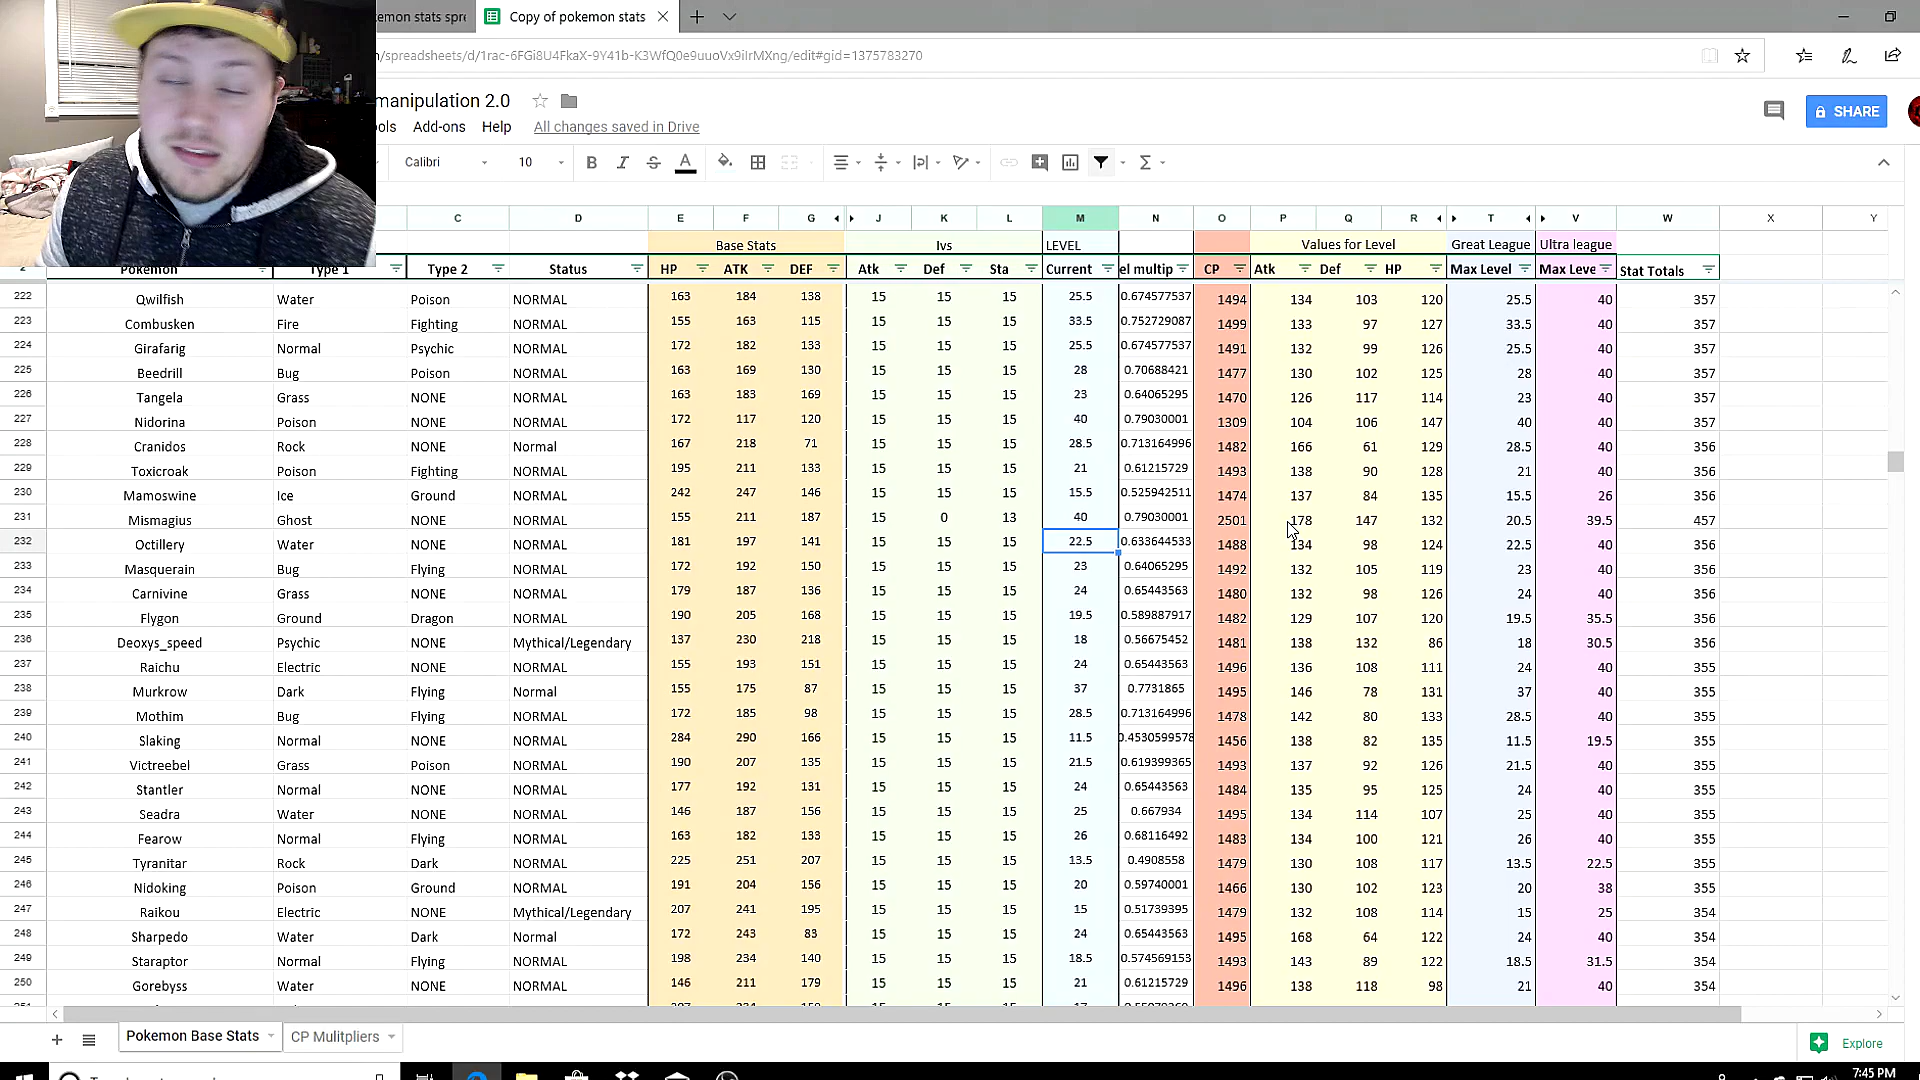 emon stats spre
Copy of pokemon stats
/spreadsheets/d/1rac-6FGi8U4FkaX-9Y41b-K3WfQ0e9uuoVx9iIrMXng/edit#gid=1375783270
manipulation 2.0
ols Add-ons Help All changes saved in Drive
SHARE
Calibri 10
C D E F G J K L M N O P Q R T V W X Y
Base Stats Ivs LEVEL Values for Level Great League Ultra league
2 Pokemon Type 1 Type 2 Status HP ATK DEF Atk Def Sta Current el multip CP Atk Def HP Max Level Max Leve Stat Totals
222 Qwilfish Water Poison NORMAL 163 184 138 15 15 15 25.5 0.674577537 1494 134 103 120 25.5 40 357
223 Combusken Fire Fighting NORMAL 155 163 115 15 15 15 33.5 0.752729087 1499 133 97 127 33.5 40 357
224 Girafarig Normal Psychic NORMAL 172 182 133 15 15 15 25.5 0.674577537 1491 132 99 126 25.5 40 357
225 Beedrill Bug Poison NORMAL 163 169 130 15 15 15 28 0.70688421 1477 130 102 125 28 40 357
226 Tangela Grass NONE NORMAL 163 183 169 15 15 15 23 0.64065295 1470 126 117 114 23 40 357
227 Nidorina Poison NONE NORMAL 172 117 120 15 15 15 40 0.79030001 1309 104 106 147 40 40 357
228 Cranidos Rock NONE Normal 167 218 71 15 15 15 28.5 0.713164996 1482 166 61 129 28.5 40 356
229 Toxicroak Poison Fighting NORMAL 195 211 133 15 15 15 21 0.61215729 1493 138 90 128 21 40 356
230 Mamoswine Ice Ground NORMAL 242 247 146 15 15 15 15.5 0.525942511 1474 137 84 135 15.5 26 356
231 Mismagius Ghost NONE NORMAL 155 211 187 15 0 13 40 0.79030001 2501 178 147 132 20.5 39.5 457
232 Octillery Water NONE NORMAL 181 197 141 15 15 15 22.5 0.633644533 1488 134 98 124 22.5 40 356
233 Masquerain Bug Flying NORMAL 172 192 150 15 15 15 23 0.64065295 1492 132 105 119 23 40 356
234 Carnivine Grass NONE NORMAL 179 187 136 15 15 15 24 0.65443563 1480 132 98 126 24 40 356
235 Flygon Ground Dragon NORMAL 190 205 168 15 15 15 19.5 0.589887917 1482 129 107 120 19.5 35.5 356
236 Deoxys_speed Psychic NONE Mythical/Legendary 137 230 218 15 15 15 18 0.56675452 1481 138 132 86 18 30.5 356
237 Raichu Electric NONE NORMAL 155 193 151 15 15 15 24 0.65443563 1496 136 108 111 24 40 355
238 Murkrow Dark Flying Normal 155 175 87 15 15 15 37 0.7731865 1495 146 78 131 37 40 355
239 Mothim Bug Flying NORMAL 172 185 98 15 15 15 28.5 0.713164996 1478 142 80 133 28.5 40 355
240 Slaking Normal NONE NORMAL 284 290 166 15 15 15 11.5 0.4530599578 1456 138 82 135 11.5 19.5 355
241 Victreebel Grass Poison NORMAL 190 207 135 15 15 15 21.5 0.619399365 1493 137 92 126 21.5 40 355
242 Stantler Normal NONE NORMAL 177 192 131 15 15 15 24 0.65443563 1484 135 95 125 24 40 355
243 Seadra Water NONE NORMAL 146 187 156 15 15 15 25 0.667934 1495 134 114 107 25 40 355
244 Fearow Normal Flying NORMAL 163 182 133 15 15 15 26 0.68116492 1483 134 100 121 26 40 355
245 Tyranitar Rock Dark NORMAL 225 251 207 15 15 15 13.5 0.4908558 1479 130 108 117 13.5 22.5 355
246 Nidoking Poison Ground NORMAL 191 204 156 15 15 15 20 0.59740001 1466 130 102 123 20 38 355
247 Raikou Electric NONE Mythical/Legendary 207 241 195 15 15 15 15 0.51739395 1479 132 108 114 15 25 354
248 Sharpedo Water Dark Normal 172 243 83 15 15 15 24 0.65443563 1495 168 64 122 24 40 354
249 Staraptor Normal Flying NORMAL 198 234 140 15 15 15 18.5 0.574569153 1493 143 89 122 18.5 31.5 354
250 Gorebyss Water NONE NORMAL 146 211 179 15 15 15 21 0.61215729 1496 138 118 98 21 40 354
Pokemon Base Stats CP Mulitpliers Explore
7:45 PM